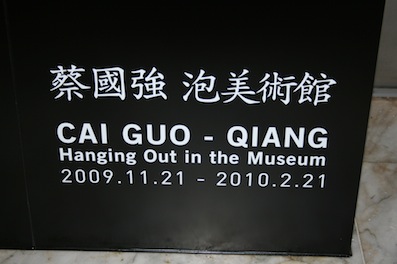 蔡國強 泡美術館
CAI GUO - QIANG
Hanging Out in the Museum
2009.11.21 - 2010.2.21